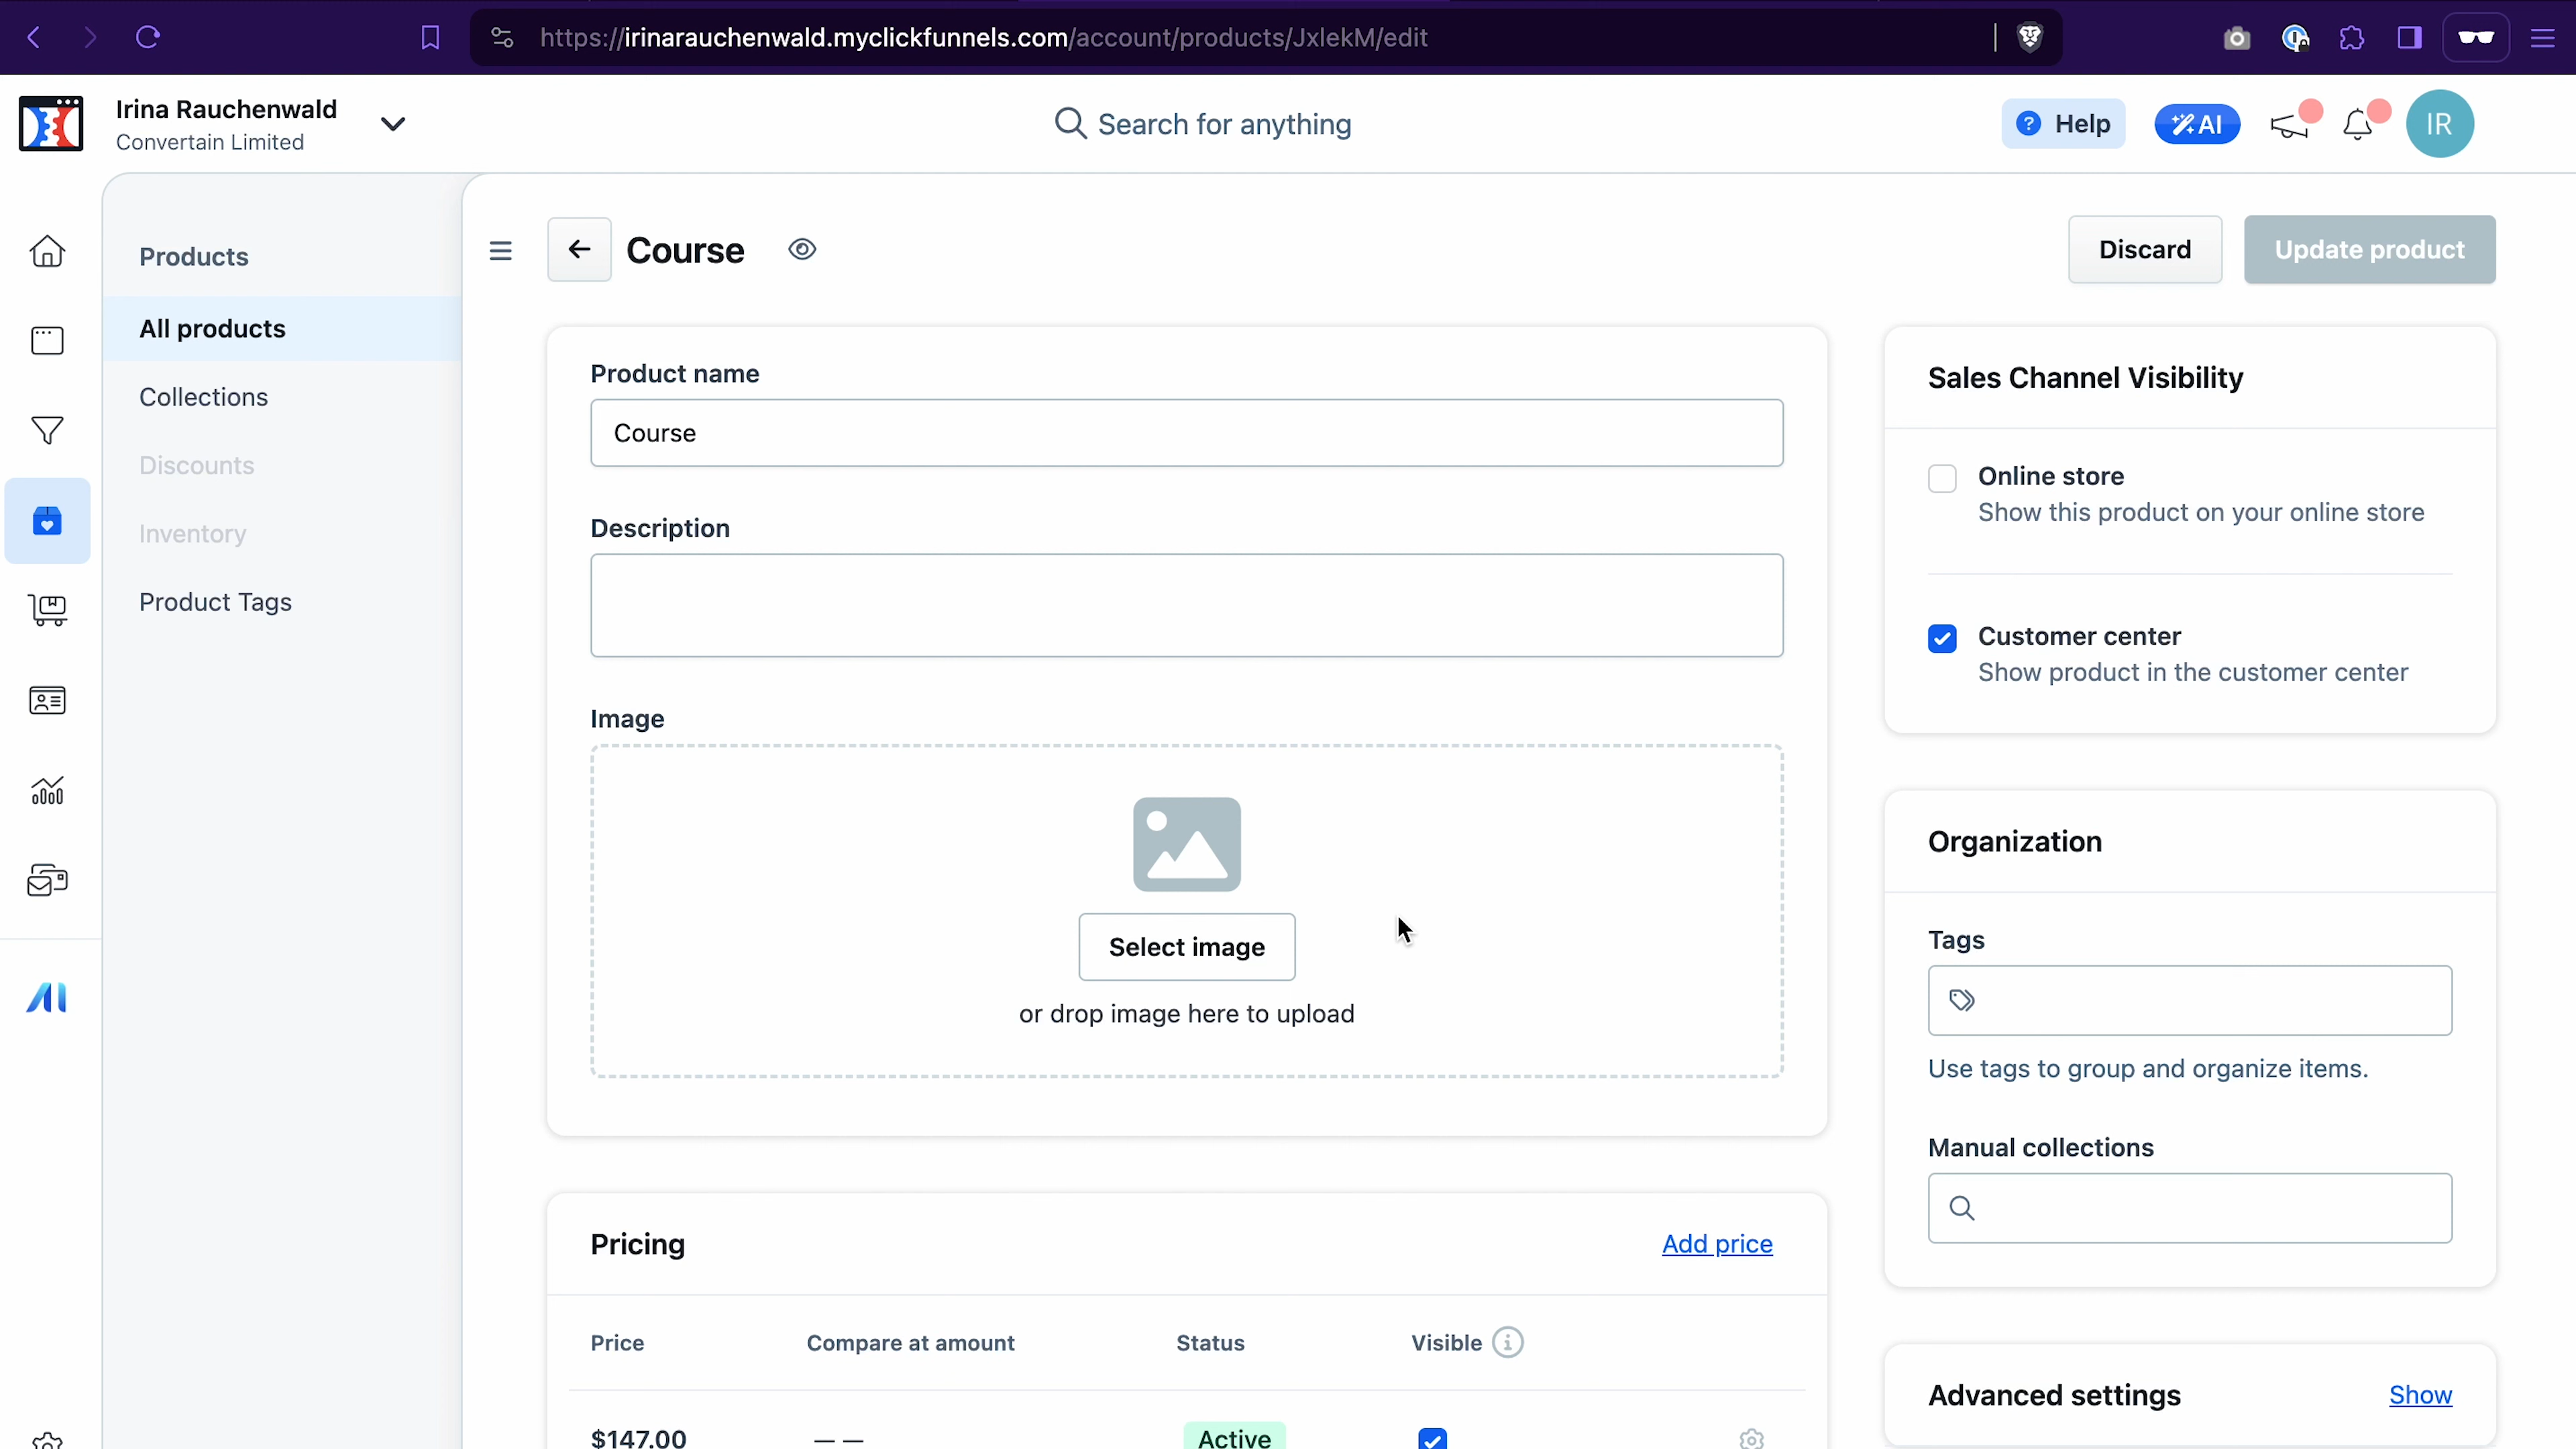 https://irinarauchenwald.myclickfunnels.com/account/products/JxlekM/edit
Irina Rauchenwald
Convertain Limited
Search for anything
? Help
AI
IR
Products
All products
Collections
Discounts
Inventory
Product Tags
AI
Course
Discard
Update product
Product name
Course
Description
Image
Select image
or drop image here to upload
Pricing
Add price
Price
Compare at amount
Status
Visible
$147.00
— —
Active
Sales Channel Visibility
Online store
Show this product on your online store
Customer center
Show product in the customer center
Organization
Tags
Use tags to group and organize items.
Manual collections
Advanced settings
Show